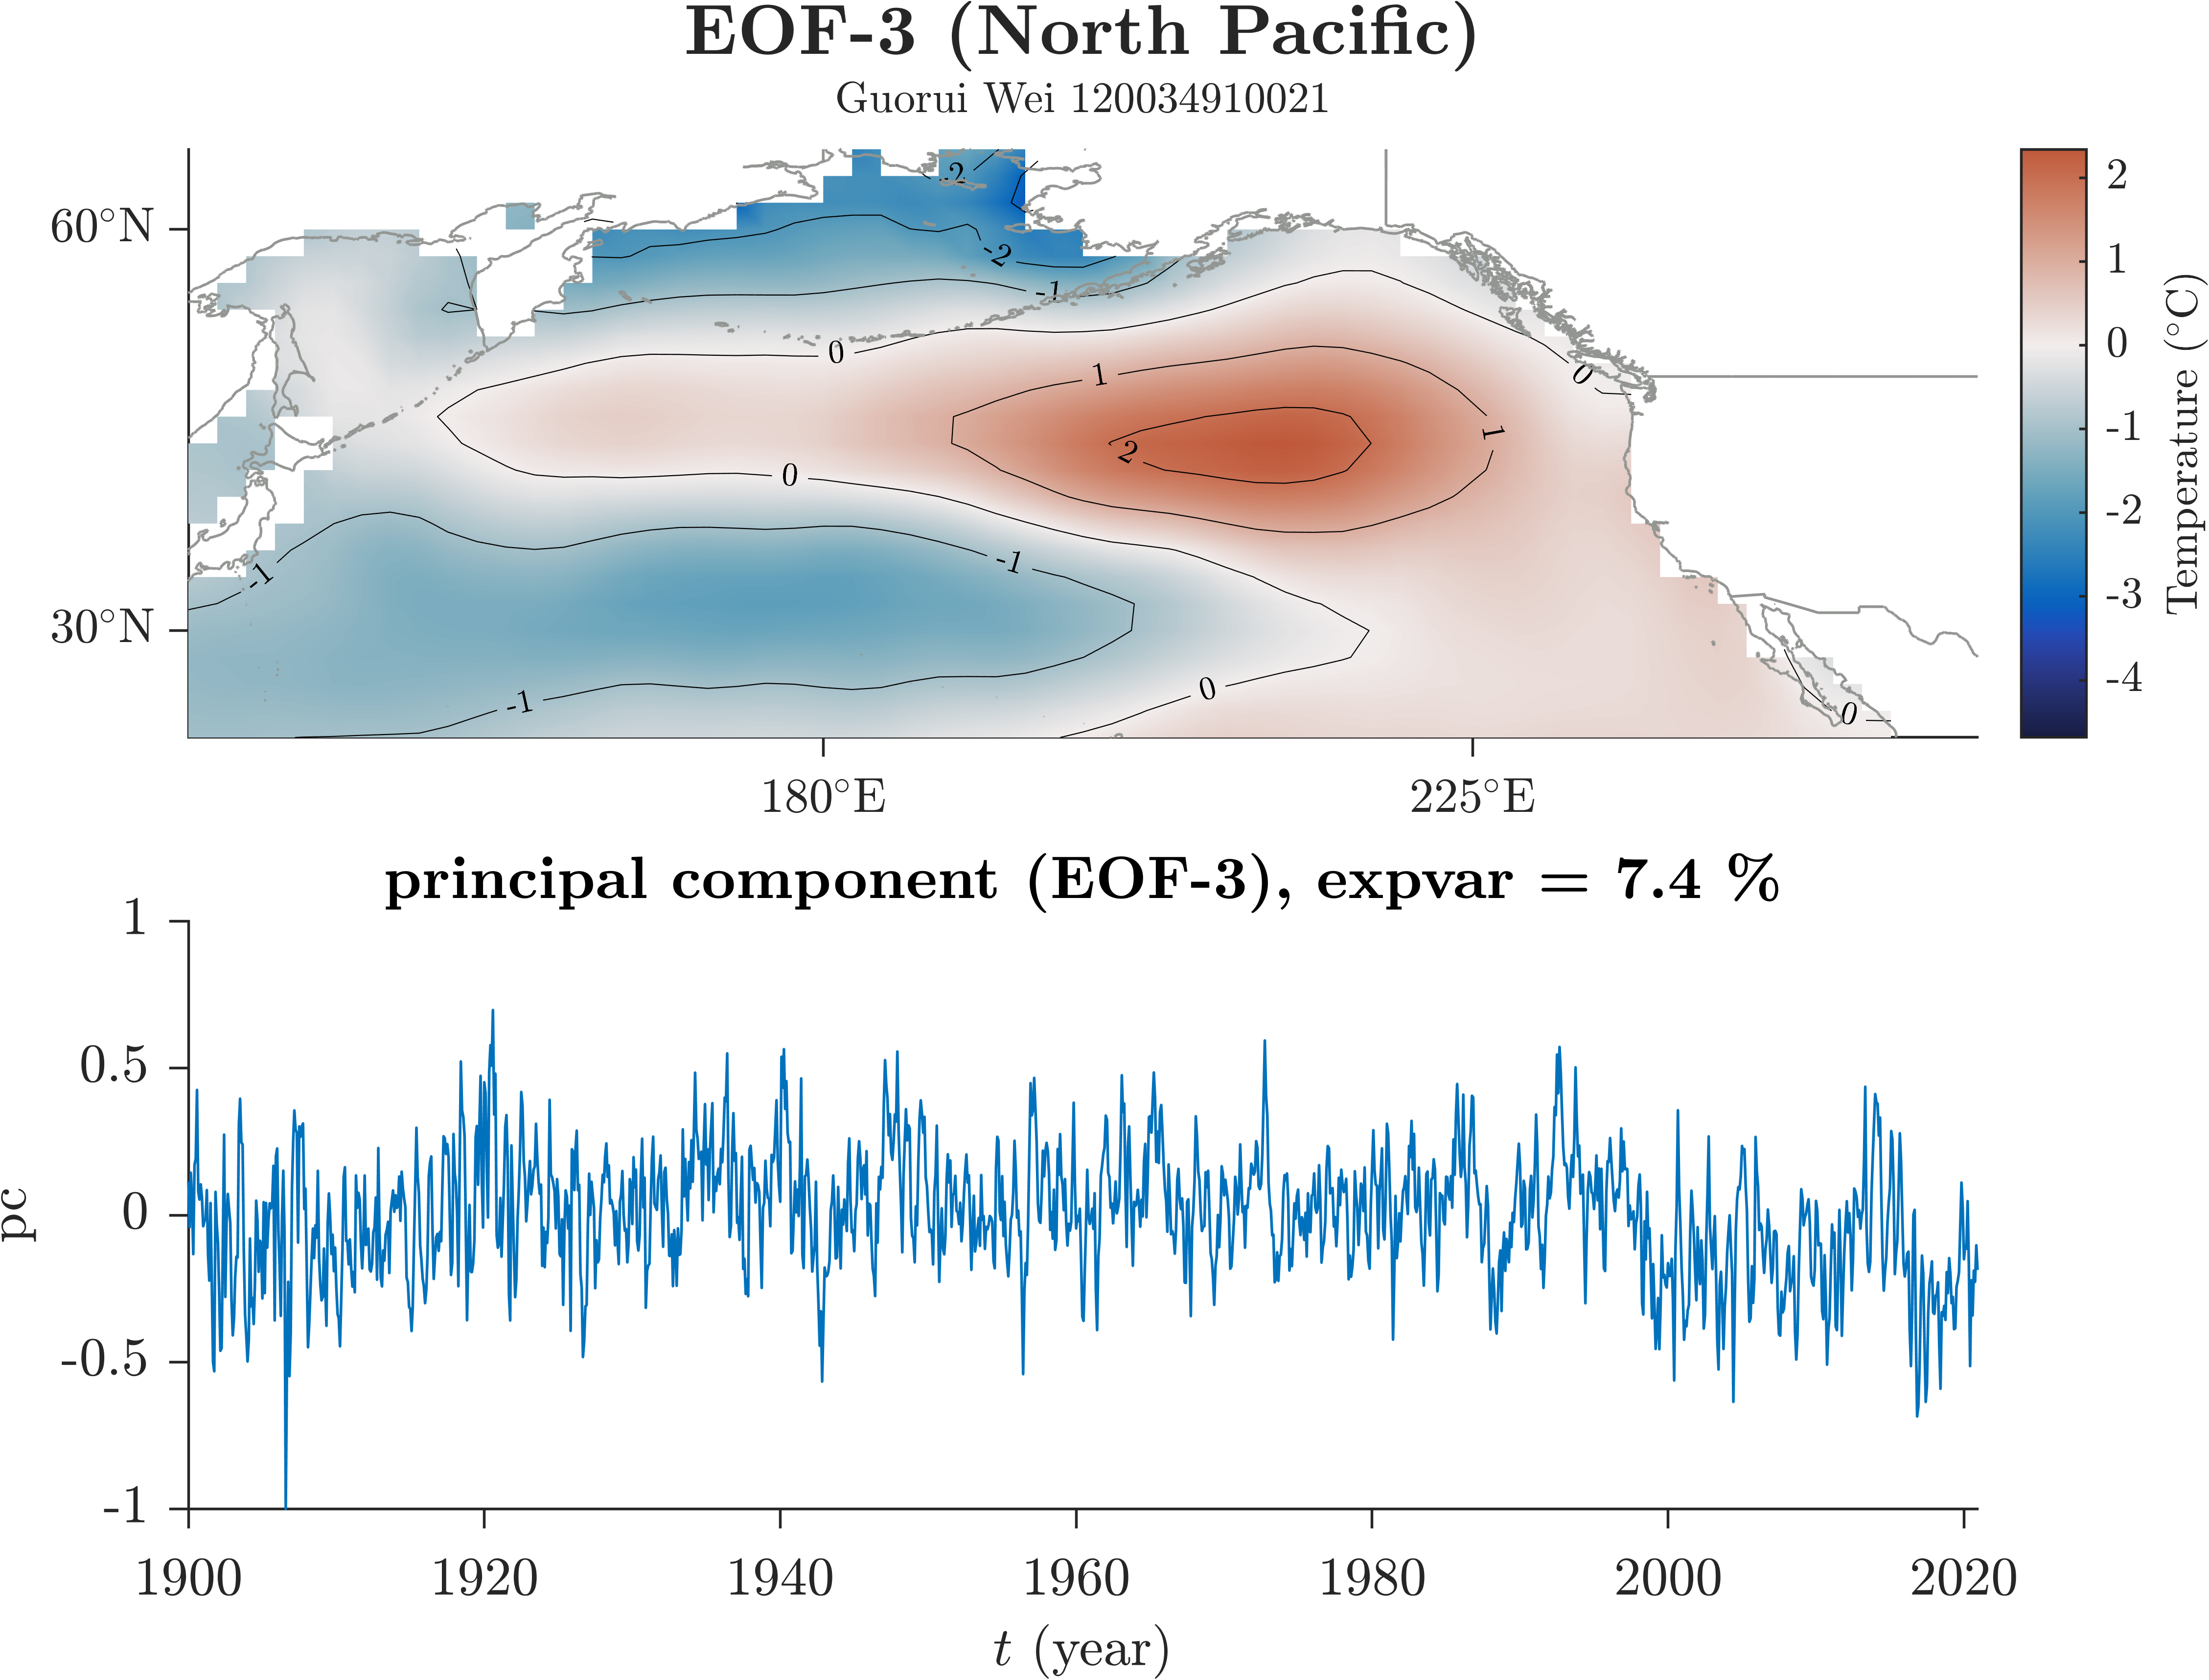 EOF-3 (North Pacific)
Guorui Wei 120034910021
60°N
30°N
180°E
225°E
-2
-2
-1
0
1
0
2
1
0
-1
-1
-1
0
0
2
1
0
-1
-2
-3
-4
Temperature (°C)
principal component (EOF-3), expvar = 7.4 %
1
0.5
0
-0.5
-1
pc
1900 1920 1940 1960 1980 2000 2020
t (year)